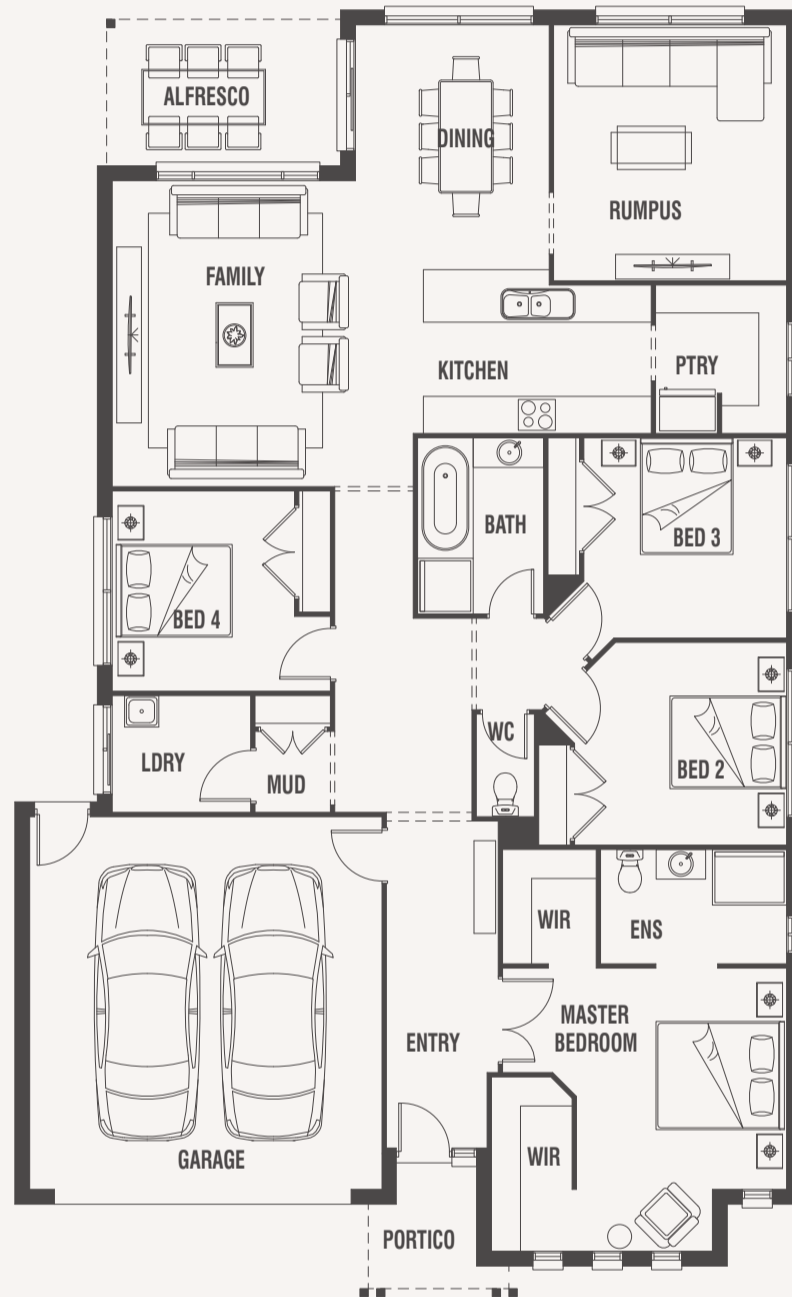 ALFRESCO
DINING
RUMPUS
FAMILY
KITCHEN
PTRY
BATH
BED 3
BED 4
WC
LDRY
MUD
BED 2
WIR
ENS
MASTER
BEDROOM
ENTRY
GARAGE
WIR
PORTICO